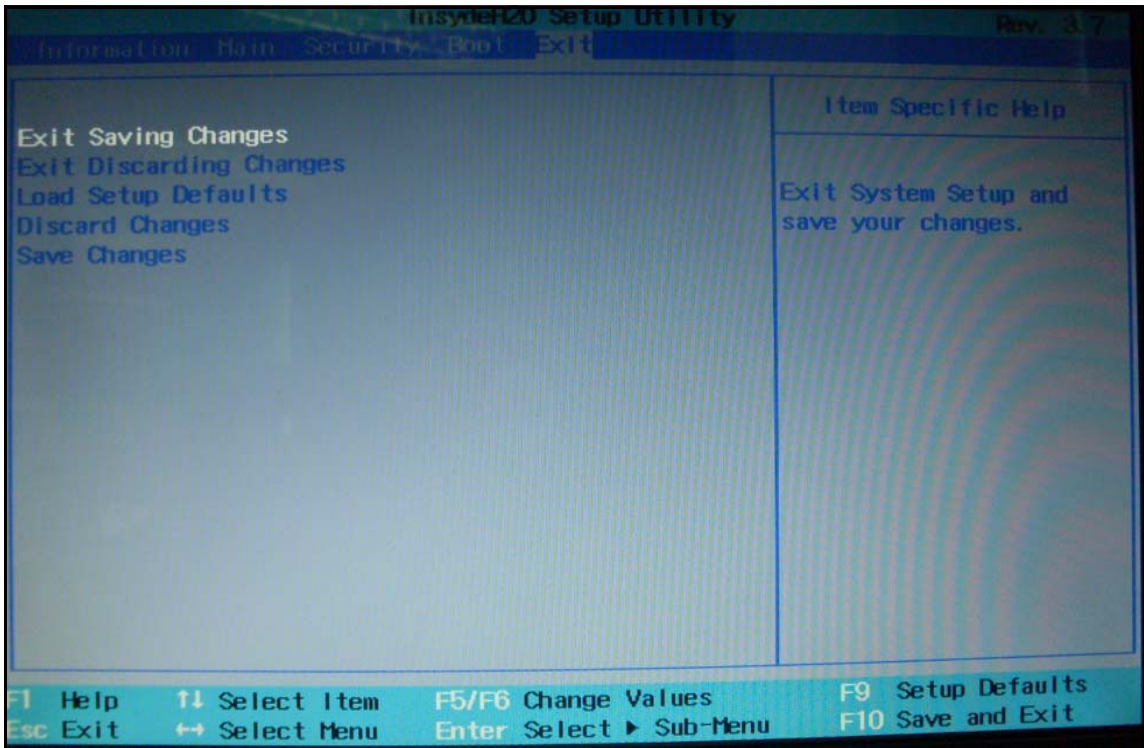 InsydeH2O Setup Utility Rev. 3.7
Information Main Security Boot Exit
Item Specific Help
Exit Saving Changes
Exit Discarding Changes
Load Setup Defaults
Discard Changes
Save Changes
Exit System Setup and
save your changes.
F1 Help ↑↓ Select Item F5/F6 Change Values F9 Setup Defaults
Esc Exit ←→ Select Menu Enter Select ▶ Sub-Menu F10 Save and Exit